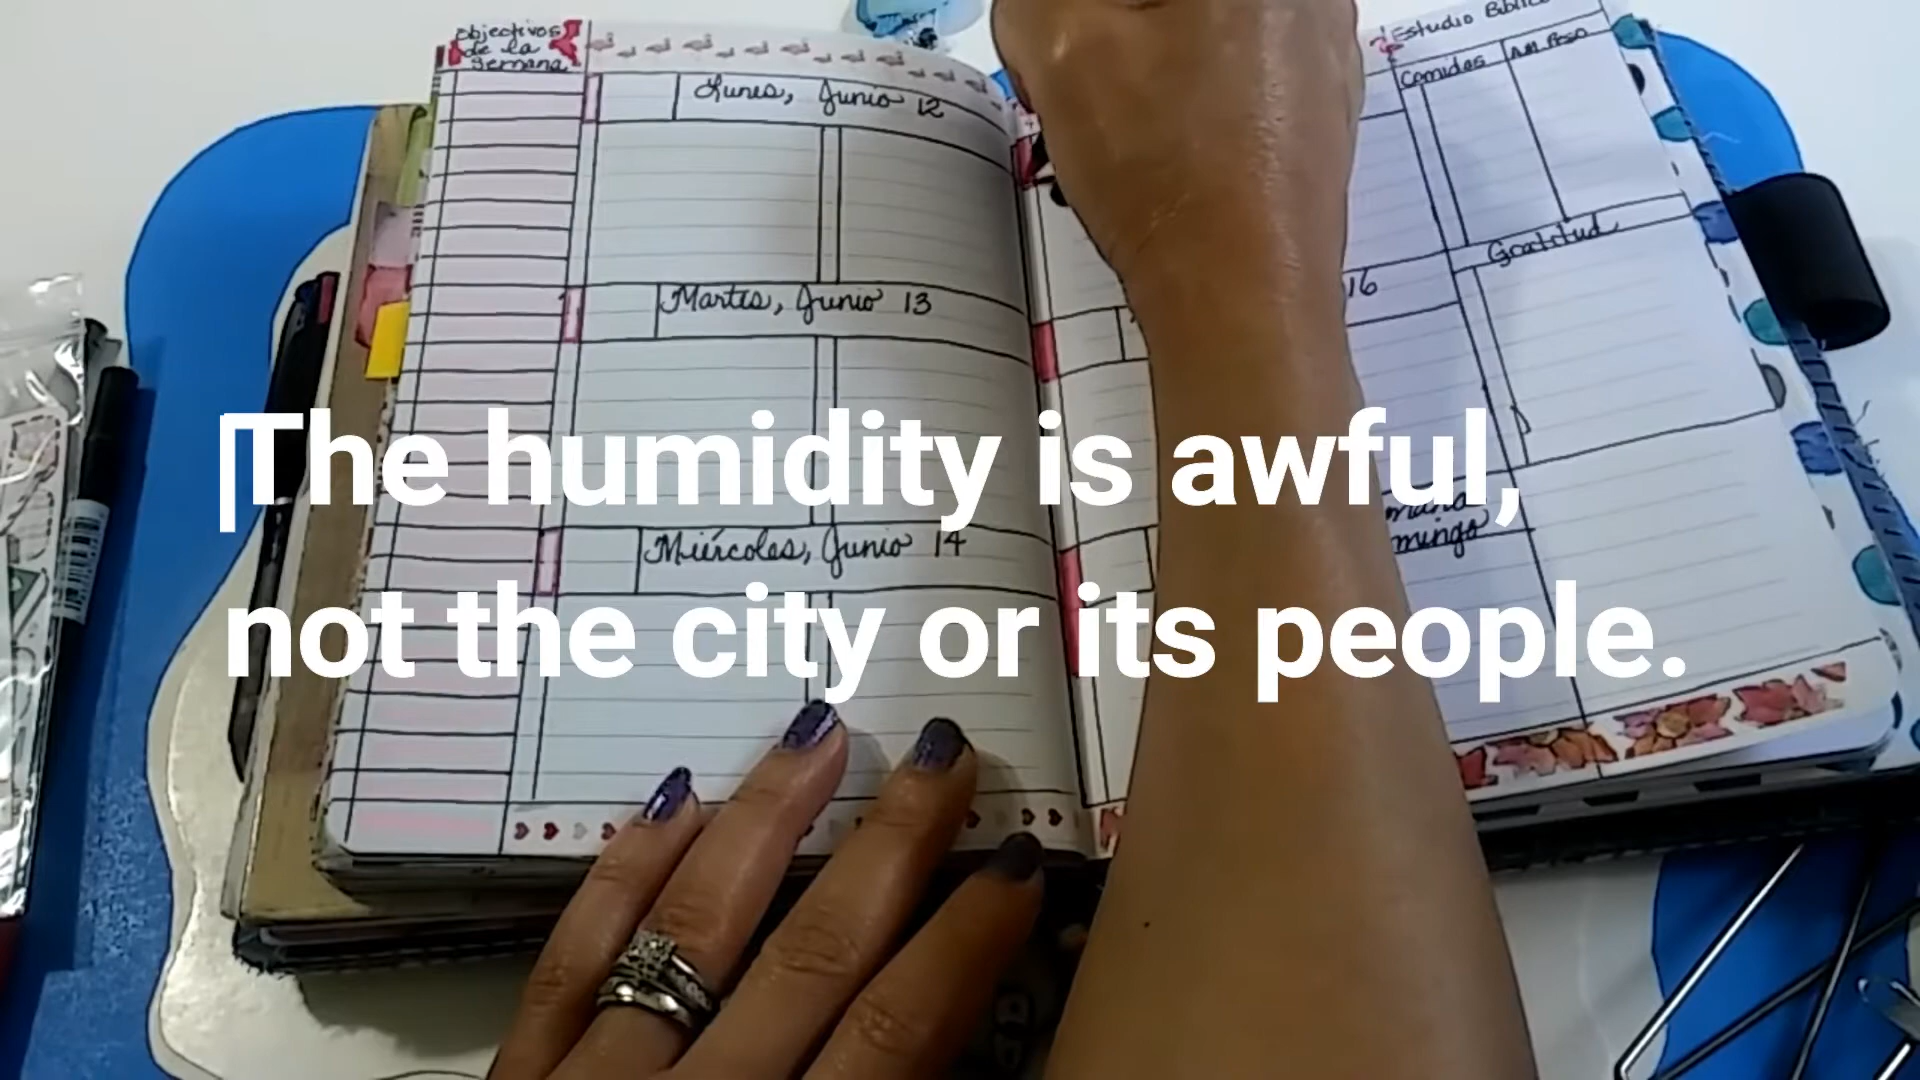 Objectivos
de la
Semana
Lunes, Junio 12
Martes, Junio 13
Miércoles, Junio 14
Estudio
Comidas
Gratitud
16
The humidity is awful,
not the city or its people.